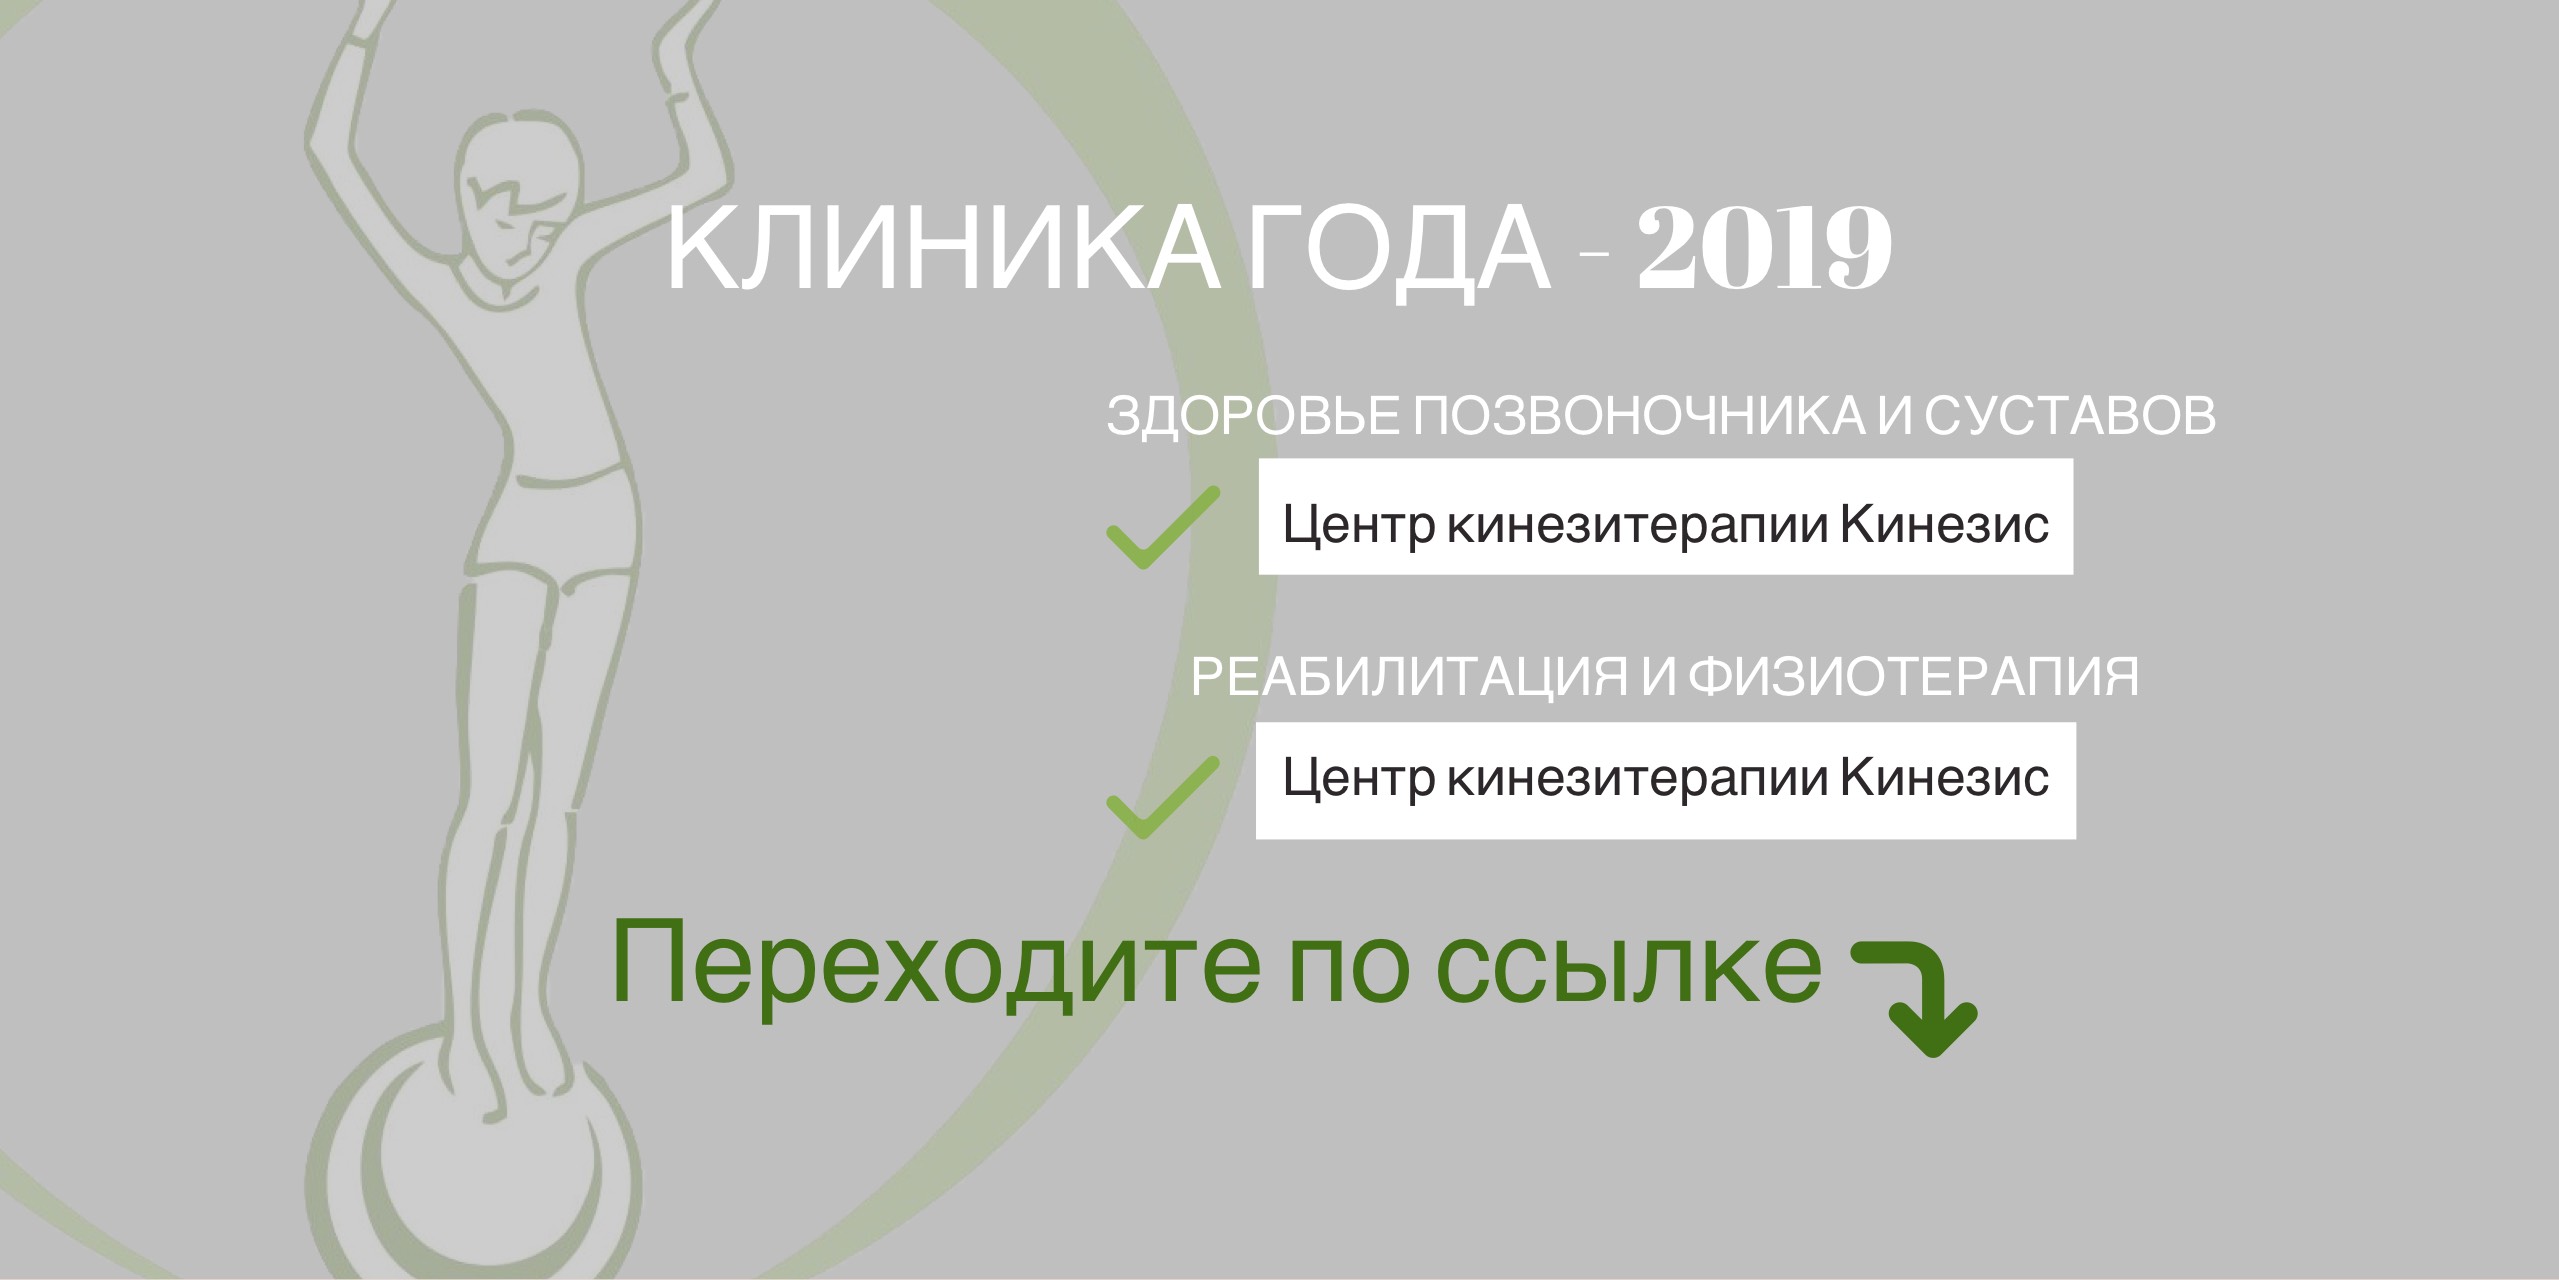 КЛИНИКА ГОДА - 2019
ЗДОРОВЬЕ ПОЗВОНОЧНИКА И СУСТАВОВ
Центр кинезитерапии Кинезис
РЕАБИЛИТАЦИЯ И ФИЗИОТЕРАПИЯ
Центр кинезитерапии Кинезис
Переходите по ссылке